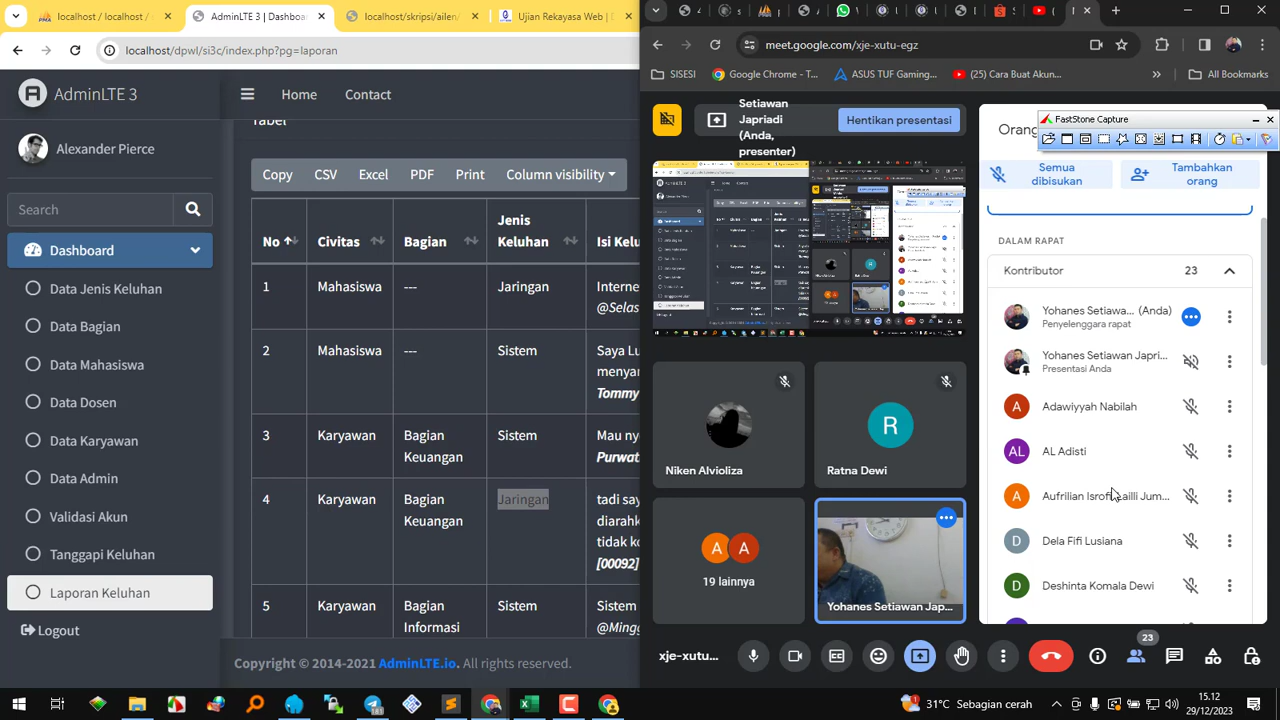 localhost / localhost / l
AdminLTE 3 | Dashboa
localhost/skripsi/ailen/
Ujian Rekayasa Web | E
localhost/dpwl/si3c/index.php?pg=laporan
AdminLTE 3
Home
Contact
Alexander Pierce
Search
Dashboard
Data Jenis Keluhan
Data Bagian
Data Mahasiswa
Data Dosen
Data Karyawan
Data Admin
Validasi Akun
Tanggapi Keluhan
Laporan Keluhan
Logout
Tabel
Copy CSV Excel PDF Print Column visibility
No Civitas Bagian Jenis Keluhan Isi Kelu
1 Mahasiswa --- Jaringan Interne
@Selas
2 Mahasiswa --- Sistem Saya Lu
menyar
Tommy
3 Karyawan Bagian Keuangan Sistem Mau ny
Purwat
4 Karyawan Bagian Keuangan Jaringan tadi say
diarahk
tidak ko
[00092]
5 Karyawan Bagian Informasi Sistem Sistem
@Mingg
Copyright © 2014-2021 AdminLTE.io. All rights reserved.
meet.google.com/xje-xutu-egz
SISESI
Google Chrome - T...
ASUS TUF Gaming...
(25) Cara Buat Akun...
All Bookmarks
Setiawan
Japriadi
(Anda,
presenter)
Hentikan presentasi
FastStone Capture
Orang
Semua
dibisukan
Tambahkan
orang
DALAM RAPAT
Kontributor 23
Yohanes Setiawa... (Anda)
Penyelenggara rapat
Yohanes Setiawan Japri...
Presentasi Anda
A Adawiyyah Nabilah
AL AL Adisti
A Aufrilian Isrofi Lailli Jum...
D Dela Fifi Lusiana
D Deshinta Komala Dewi
Niken Alvioliza
R
Ratna Dewi
A A
19 lainnya
Yohanes Setiawan Jap...
xje-xutu...
23
31°C Sebagian cerah
15.12
29/12/2023